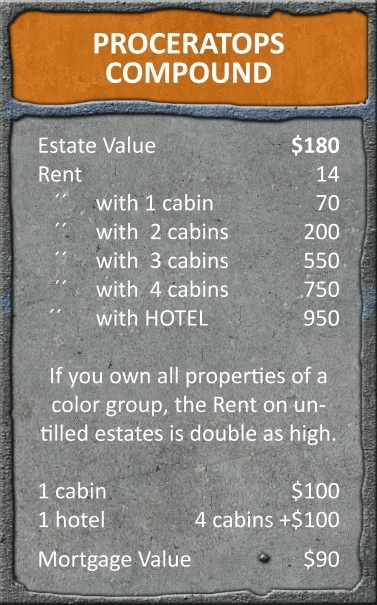 PROCERATOPS
COMPOUND
Estate Value $180
Rent 14
´´ with 1 cabin 70
´´ with 2 cabins 200
´´ with 3 cabins 550
´´ with 4 cabins 750
´´ with HOTEL 950
If you own all properties of a
color group, the Rent on un-
tilled estates is double as high.
1 cabin $100
1 hotel 4 cabins +$100
Mortgage Value $90